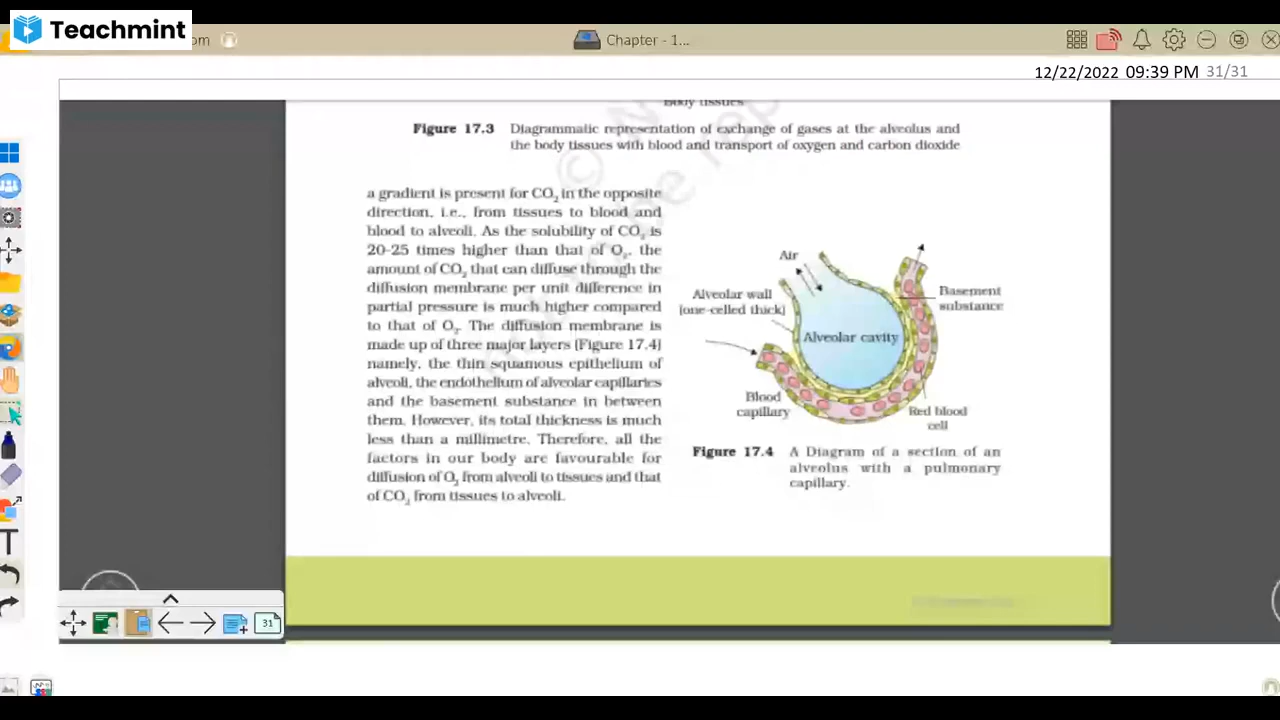 Teachmint
om
Chapter - 1...
12/22/2022 09:39 PM 31/31
Body tissues
Figure 17.3 Diagrammatic representation of exchange of gases at the alveolus and
the body tissues with blood and transport of oxygen and carbon dioxide
a gradient is present for CO₂ in the opposite
direction, i.e., from tissues to blood and
blood to alveoli. As the solubility of CO₂ is
20-25 times higher than that of O₂, the
amount of CO₂ that can diffuse through the
diffusion membrane per unit difference in
partial pressure is much higher compared
to that of O₂. The diffusion membrane is
made up of three major layers (Figure 17.4)
namely, the thin squamous epithelium of
alveoli, the endothelium of alveolar capillaries
and the basement substance in between
them. However, its total thickness is much
less than a millimetre. Therefore, all the
factors in our body are favourable for
diffusion of O₂ from alveoli to tissues and that
of CO₂ from tissues to alveoli.
Air
Alveolar wall
(one-celled thick)
Alveolar cavity
Basement
substance
Blood
capillary
Red blood
cell
Figure 17.4 A Diagram of a section of an
alveolus with a pulmonary
capillary.
31